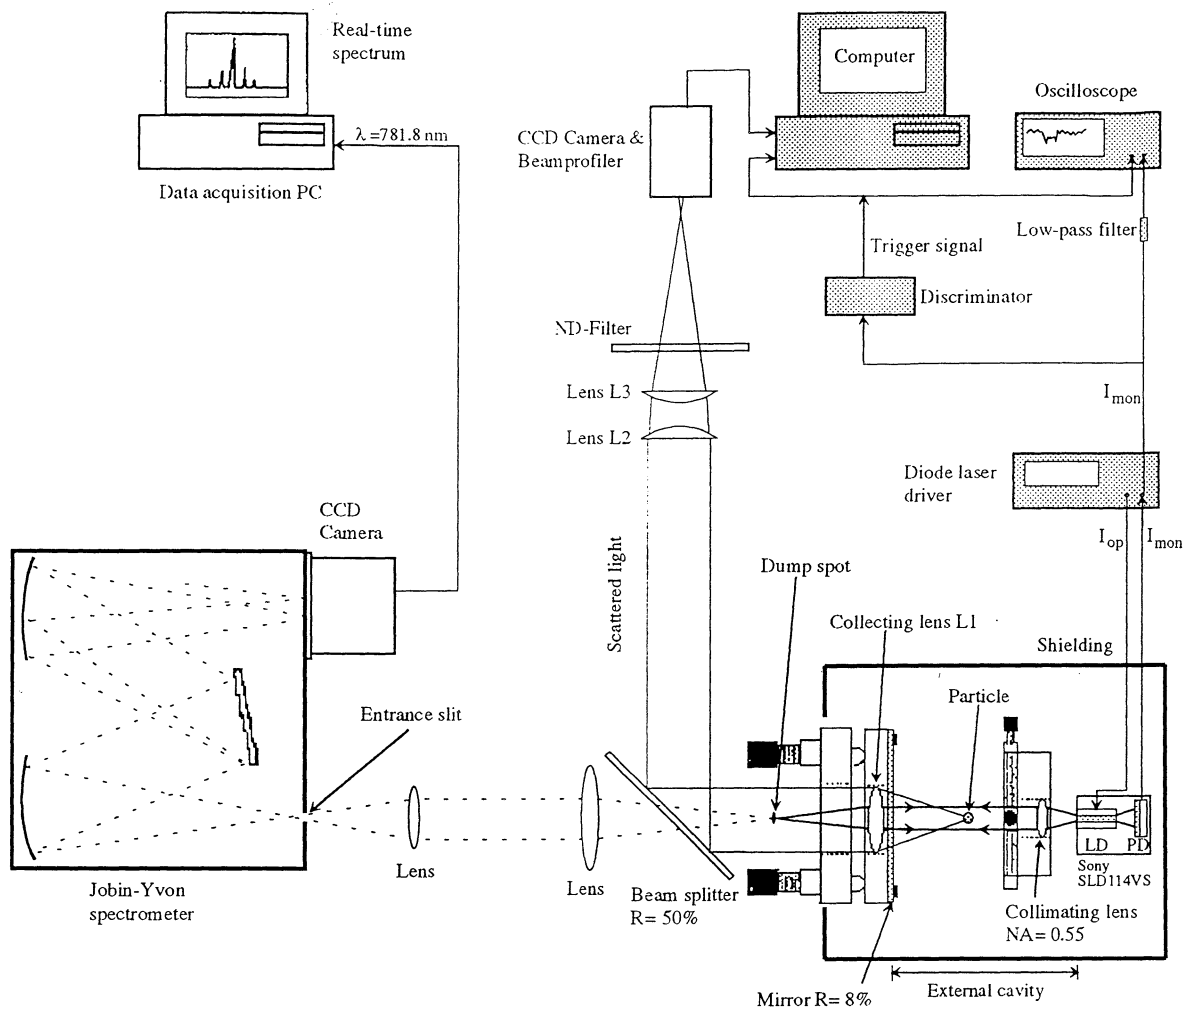 Real-time
spectrum
λ =781.8 nm
Data acquisition PC
CCD Camera &
Beamprofiler
Computer
Oscilloscope
Low-pass filter
Trigger signal
Discriminator
ND-Filter
Lens L3
Lens L2
I mon
Diode laser
driver
I op
I mon
CCD
Camera
Scattered light
Dump spot
Collecting lens L1
Shielding
Particle
Entrance slit
Lens
Lens
Jobin-Yvon
spectrometer
Beam splitter
R= 50%
LD
PD
Sony
SLD114VS
Collimating lens
NA= 0.55
Mirror R= 8%
External cavity